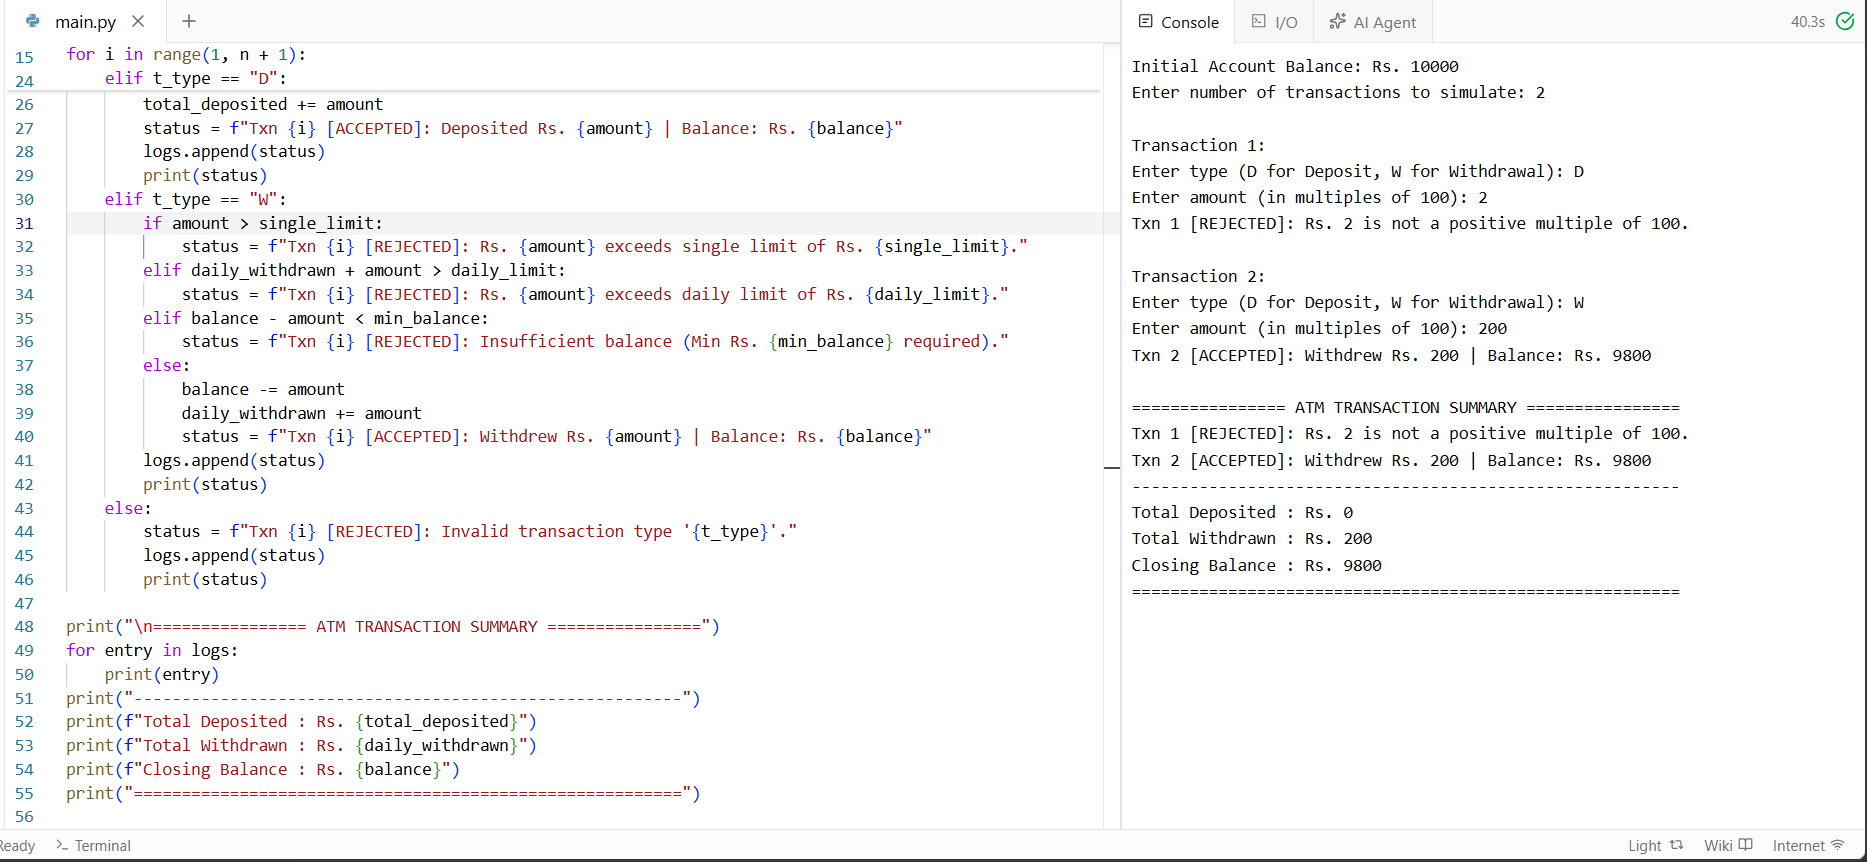 main.py
15 for i in range(1, n + 1):
24     elif t_type == "D":
26         total_deposited += amount
27         status = f"Txn {i} [ACCEPTED]: Deposited Rs. {amount} | Balance: Rs. {balance}"
28         logs.append(status)
29         print(status)
30     elif t_type == "W":
31         if amount > single_limit:
32             status = f"Txn {i} [REJECTED]: Rs. {amount} exceeds single limit of Rs. {single_limit}."
33         elif daily_withdrawn + amount > daily_limit:
34             status = f"Txn {i} [REJECTED]: Rs. {amount} exceeds daily limit of Rs. {daily_limit}."
35         elif balance - amount < min_balance:
36             status = f"Txn {i} [REJECTED]: Insufficient balance (Min Rs. {min_balance} required)."
37         else:
38             balance -= amount
39             daily_withdrawn += amount
40             status = f"Txn {i} [ACCEPTED]: Withdrew Rs. {amount} | Balance: Rs. {balance}"
41         logs.append(status)
42         print(status)
43     else:
44         status = f"Txn {i} [REJECTED]: Invalid transaction type '{t_type}'."
45         logs.append(status)
46         print(status)
47
48 print("\n================ ATM TRANSACTION SUMMARY ================")
49 for entry in logs:
50     print(entry)
51 print("---------------------------------------------------------")
52 print(f"Total Deposited : Rs. {total_deposited}")
53 print(f"Total Withdrawn : Rs. {daily_withdrawn}")
54 print(f"Closing Balance : Rs. {balance}")
55 print("=========================================================")
56
Console I/O AI Agent 40.3s
Initial Account Balance: Rs. 10000
Enter number of transactions to simulate: 2
Transaction 1:
Enter type (D for Deposit, W for Withdrawal): D
Enter amount (in multiples of 100): 2
Txn 1 [REJECTED]: Rs. 2 is not a positive multiple of 100.
Transaction 2:
Enter type (D for Deposit, W for Withdrawal): W
Enter amount (in multiples of 100): 200
Txn 2 [ACCEPTED]: Withdrew Rs. 200 | Balance: Rs. 9800
================ ATM TRANSACTION SUMMARY ================
Txn 1 [REJECTED]: Rs. 2 is not a positive multiple of 100.
Txn 2 [ACCEPTED]: Withdrew Rs. 200 | Balance: Rs. 9800
---------------------------------------------------------
Total Deposited : Rs. 0
Total Withdrawn : Rs. 200
Closing Balance : Rs. 9800
=========================================================
Ready Terminal Light Wiki Internet